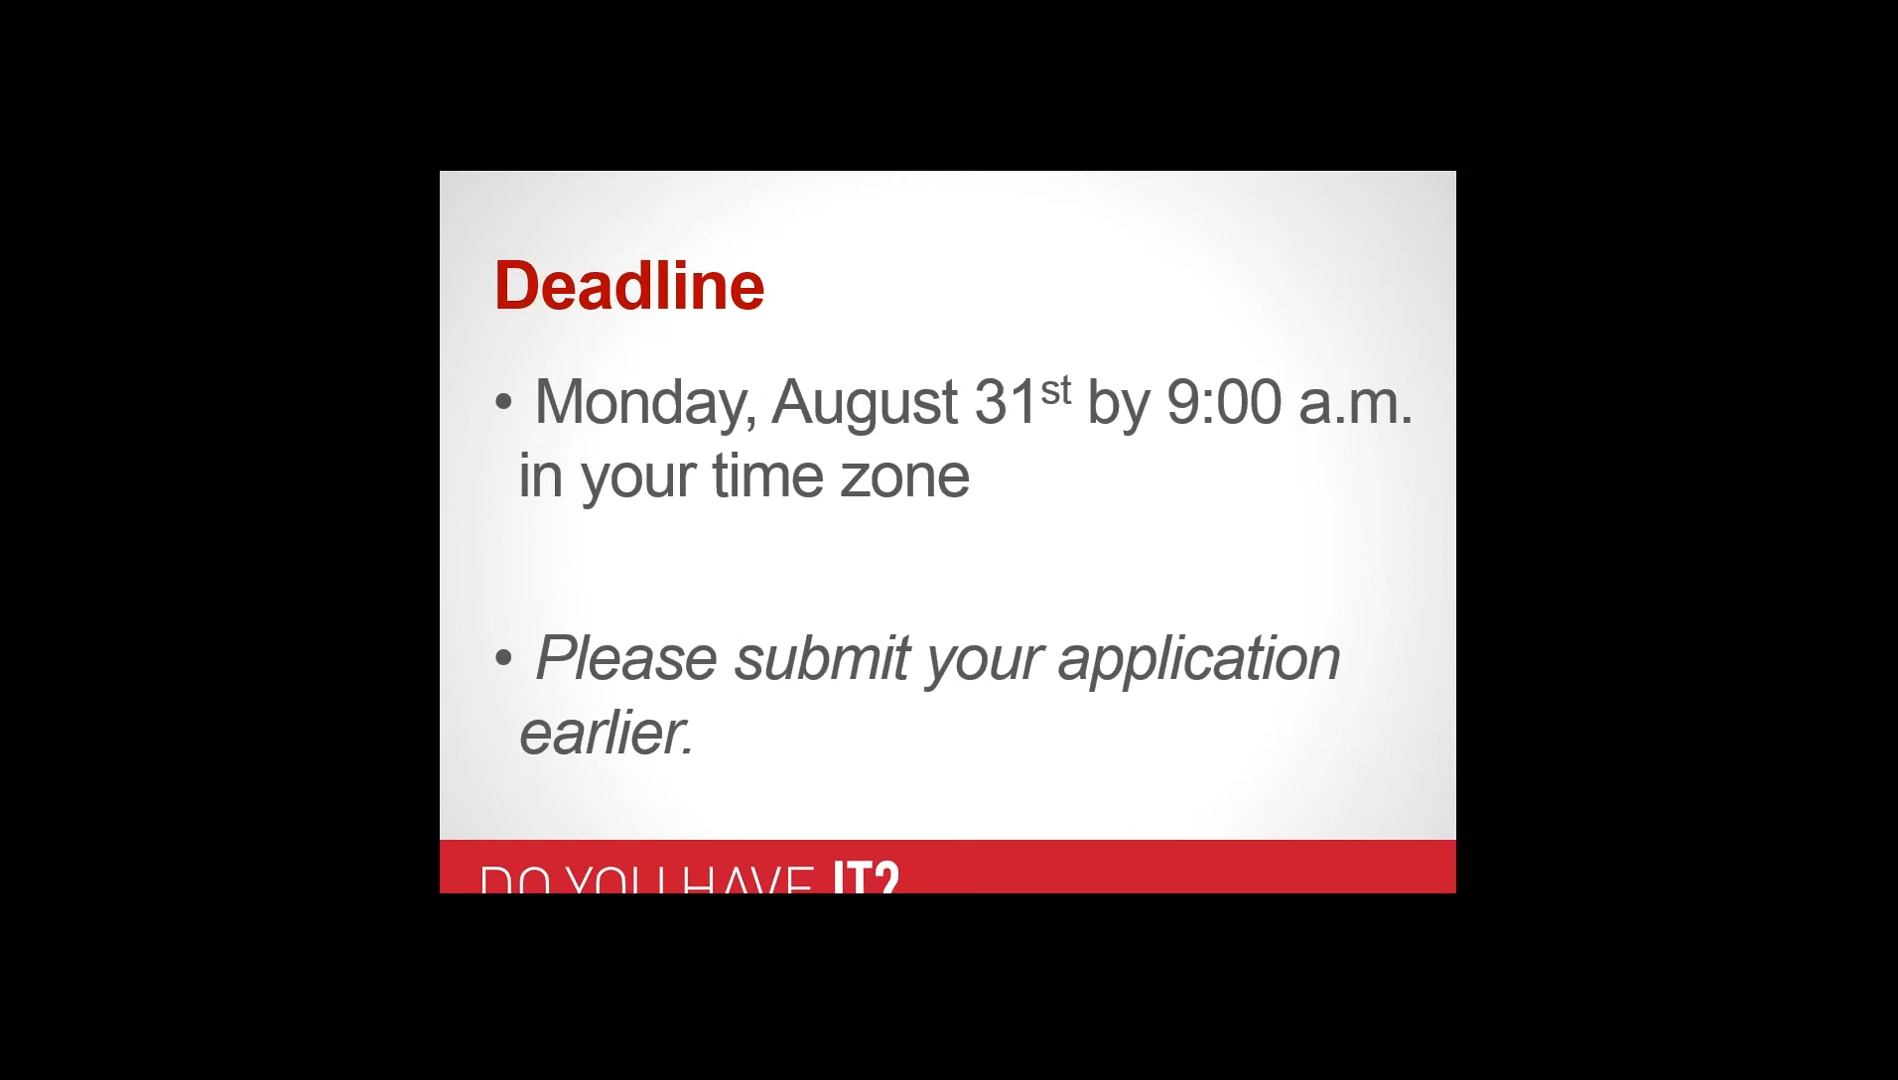 Deadline
• Monday, August 31st by 9:00 a.m.
in your time zone
• Please submit your application
earlier.
DO YOU HAVE IT?